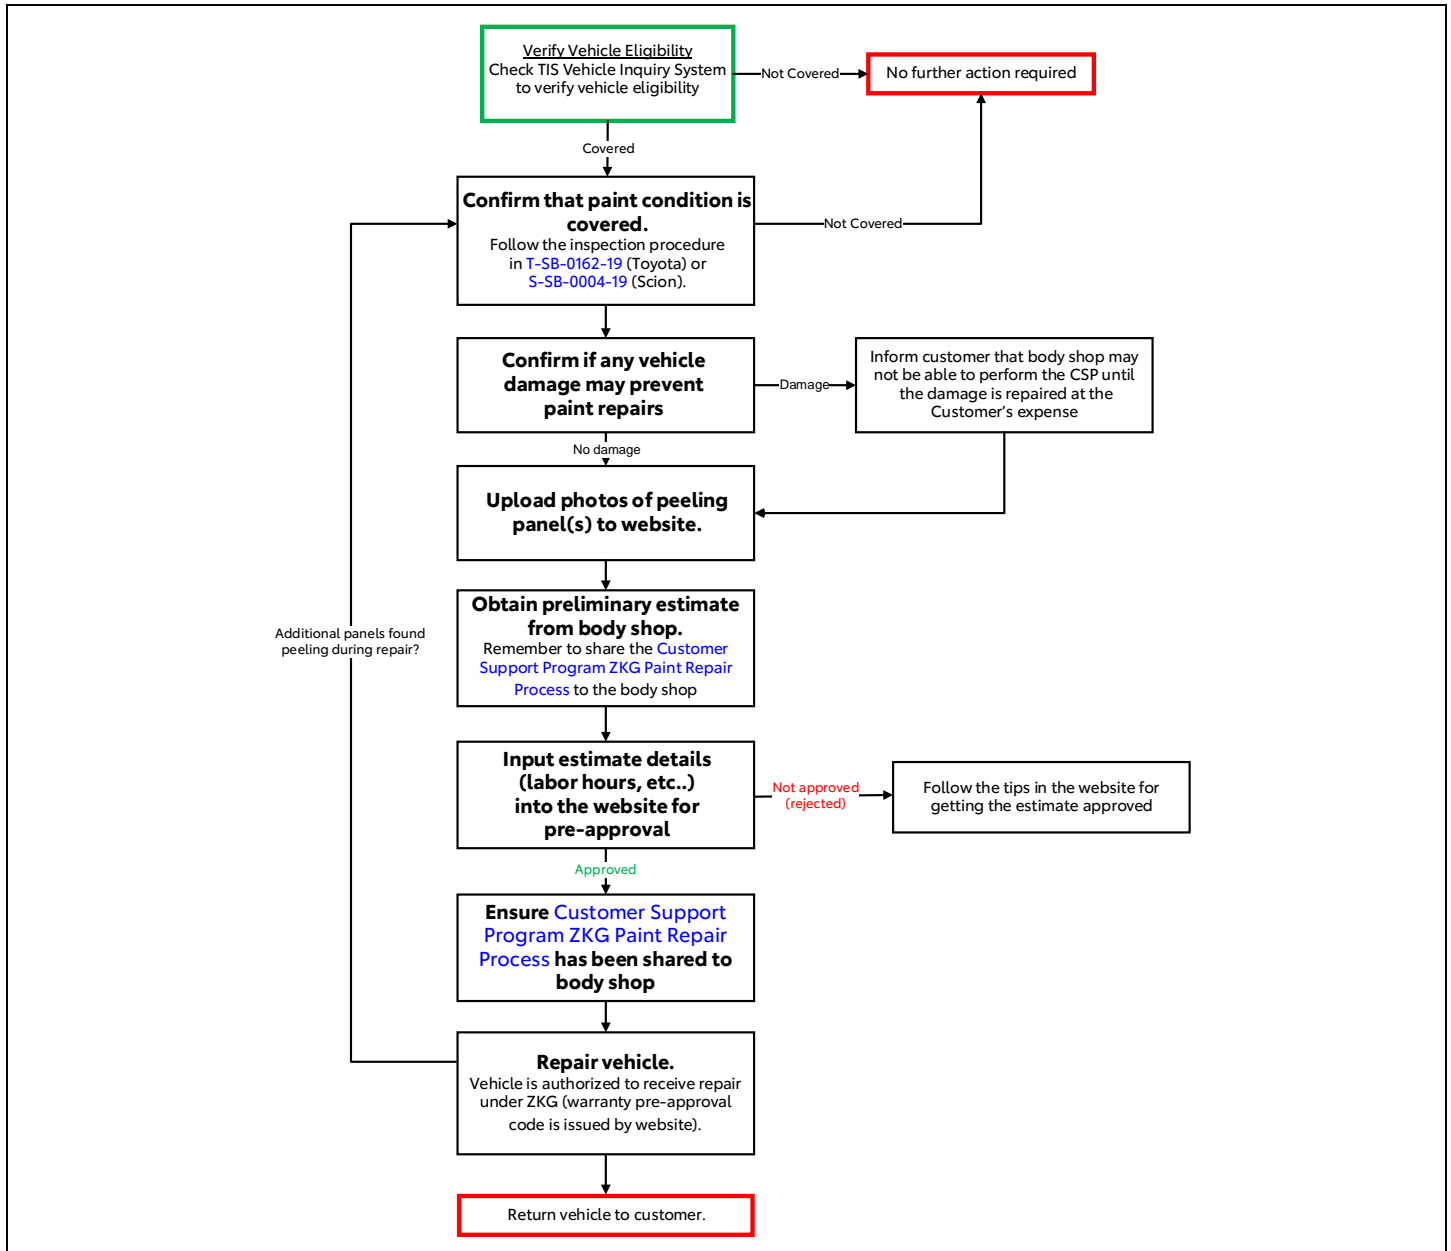 Verify Vehicle Eligibility
Check TIS Vehicle Inquiry System
to verify vehicle eligibility
Not Covered
No further action required
Covered
Confirm that paint condition is
covered.
Follow the inspection procedure
in T-SB-0162-19 (Toyota) or
S-SB-0004-19 (Scion).
Not Covered
Confirm if any vehicle
damage may prevent
paint repairs
Damage
Inform customer that body shop may
not be able to perform the CSP until
the damage is repaired at the
Customer's expense
No damage
Upload photos of peeling
panel(s) to website.
Obtain preliminary estimate
from body shop.
Remember to share the Customer
Support Program ZKG Paint Repair
Process to the body shop
Additional panels found
peeling during repair?
Input estimate details
(labor hours, etc..)
into the website for
pre-approval
Not approved
(rejected)
Follow the tips in the website for
getting the estimate approved
Approved
Ensure Customer Support
Program ZKG Paint Repair
Process has been shared to
body shop
Repair vehicle.
Vehicle is authorized to receive repair
under ZKG (warranty pre-approval
code is issued by website).
Return vehicle to customer.